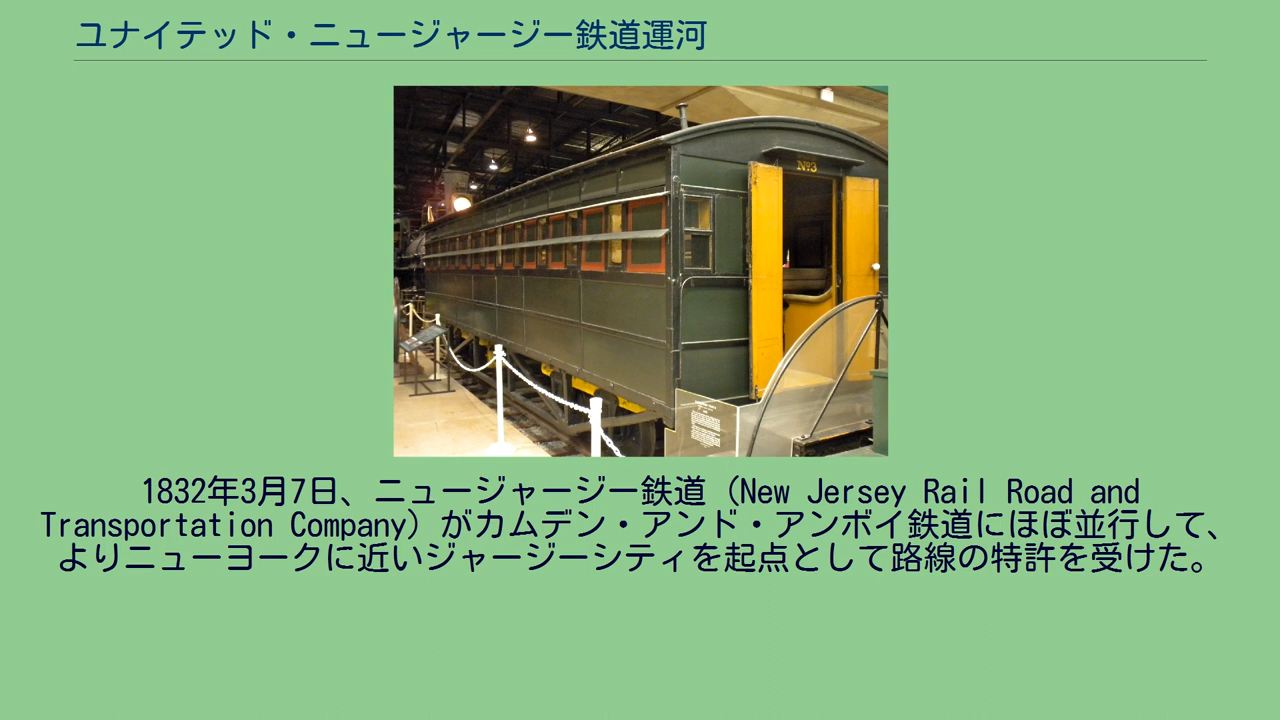 ユナイテッド・ニュージャージー鉄道運河
Nº3
1832年3月7日、ニュージャージー鉄道（New Jersey Rail Road and
Transportation Company）がカムデン・アンド・アンボイ鉄道にほぼ並行して、
よりニューヨークに近いジャージーシティを起点として路線の特許を受けた。